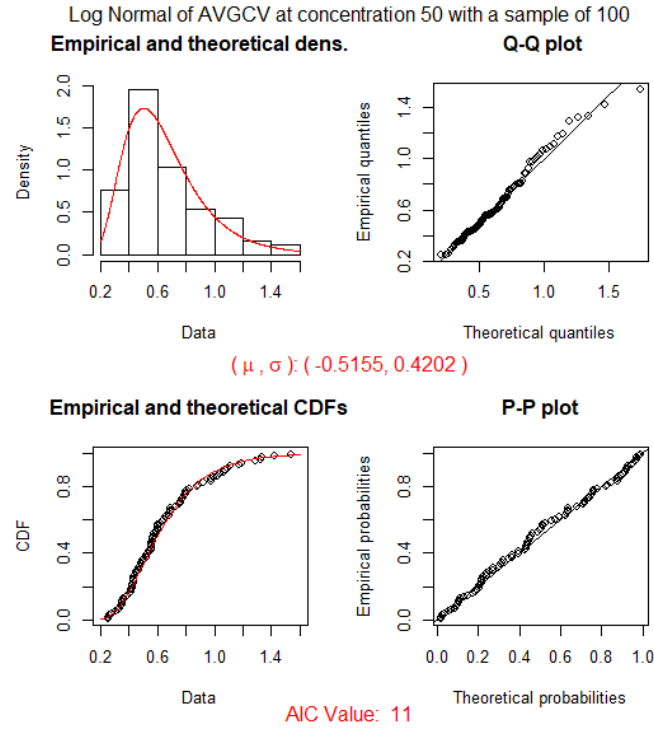 Log Normal of AVGCV at concentration 50 with a sample of 100
Empirical and theoretical dens.
Density
0.0 0.5 1.0 1.5 2.0
0.2 0.6 1.0 1.4
Data
Q-Q plot
Empirical quantiles
0.2 0.6 1.0 1.4
0.5 1.0 1.5
Theoretical quantiles
( μ , σ ): ( -0.5155, 0.4202 )
Empirical and theoretical CDFs
CDF
0.0 0.4 0.8
0.2 0.6 1.0 1.4
Data
P-P plot
Empirical probabilities
0.0 0.4 0.8
0.0 0.2 0.4 0.6 0.8 1.0
Theoretical probabilities
AIC Value: 11